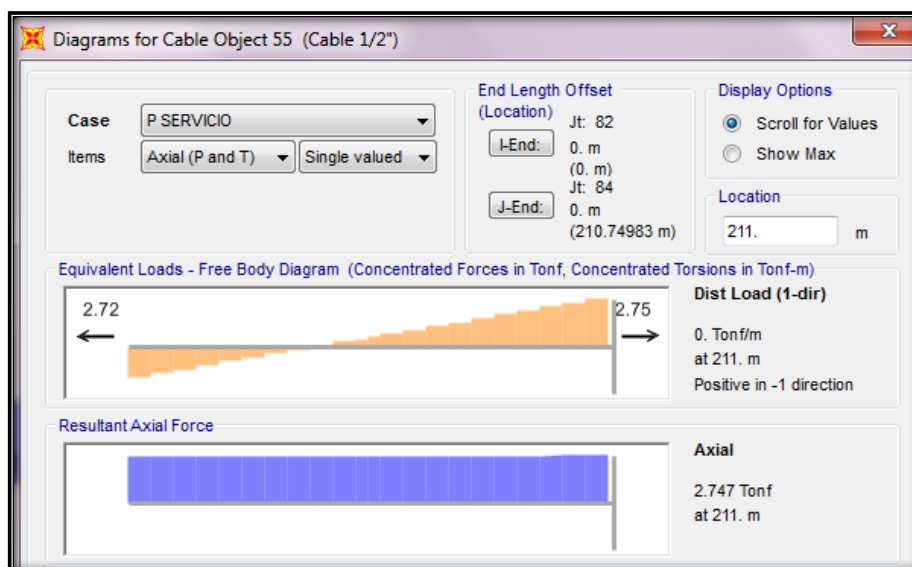 Diagrams for Cable Object 55 (Cable 1/2")
Case
P SERVICIO
Items
Axial (P and T)
Single valued
End Length Offset
(Location)
I-End:
Jt: 82
0. m
(0. m)
J-End:
Jt: 84
0. m
(210.74983 m)
Display Options
Scroll for Values
Show Max
Location
211.
m
Equivalent Loads - Free Body Diagram (Concentrated Forces in Tonf, Concentrated Torsions in Tonf-m)
2.72
2.75
Dist Load (1-dir)
0. Tonf/m
at 211. m
Positive in -1 direction
Resultant Axial Force
Axial
2.747 Tonf
at 211. m